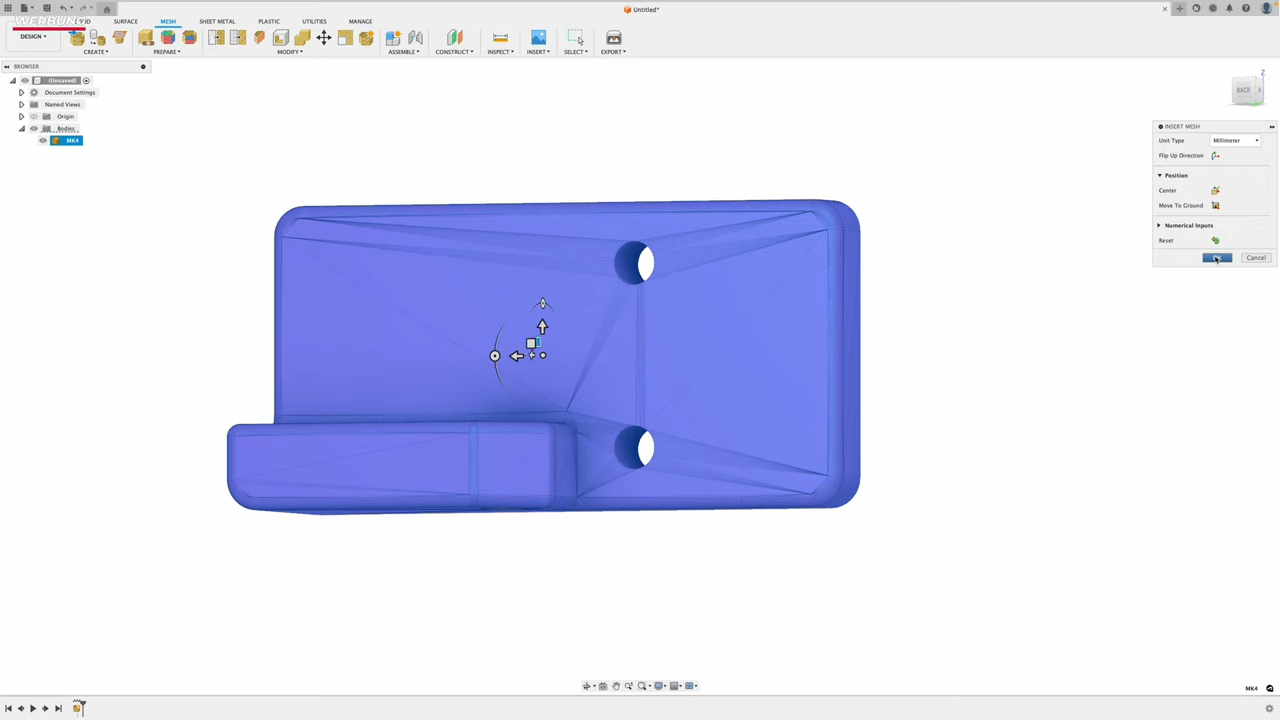 Untitled*
WERBUNG
SURFACE
MESH
SHEET METAL
PLASTIC
UTILITIES
MANAGE
DESIGN
CREATE
PREPARE
MODIFY
ASSEMBLE
CONSTRUCT
INSPECT
INSERT
SELECT
EXPORT
BROWSER
(Unsaved)
Document Settings
Named Views
Origin
Bodies
MK4
Z
BACK
INSERT MESH
Unit Type Millimeter
Flip Up Direction
Position
Center
Move To Ground
Numerical Inputs
Reset
Cancel
MK4